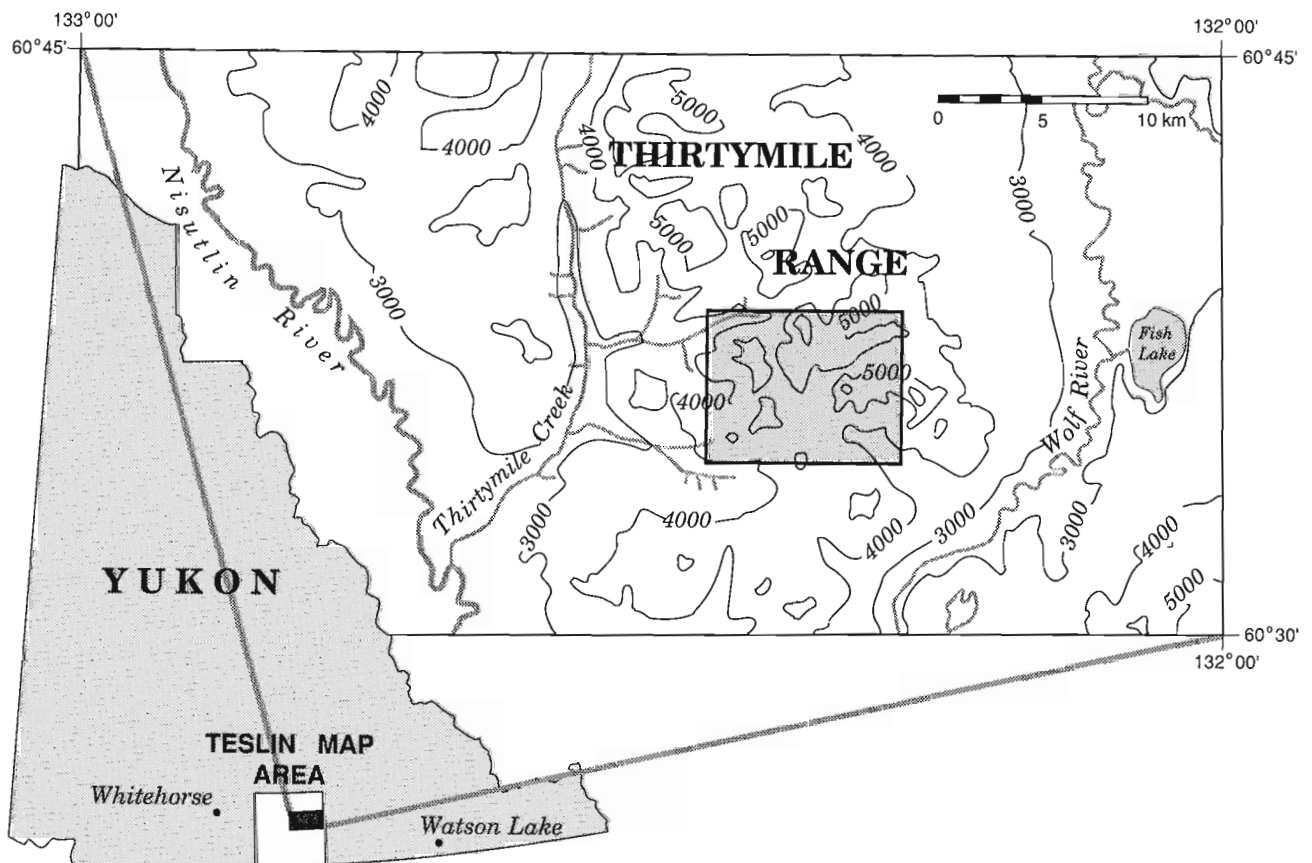 133°00'
132°00'
60°45'
60°45'
4000
5000
4000
4000
THIRTYMILE
4000
0 5 10 km
3000
Nisutlin River
5000
5000
RANGE
3000
5000
Fish
Lake
5000
4000
Wolf River
Thirtymile Creek
3000
4000
4000
3000
3000
4000
5000
YUKON
60°30'
132°00'
TESLIN MAP
AREA
Whitehorse
Watson Lake